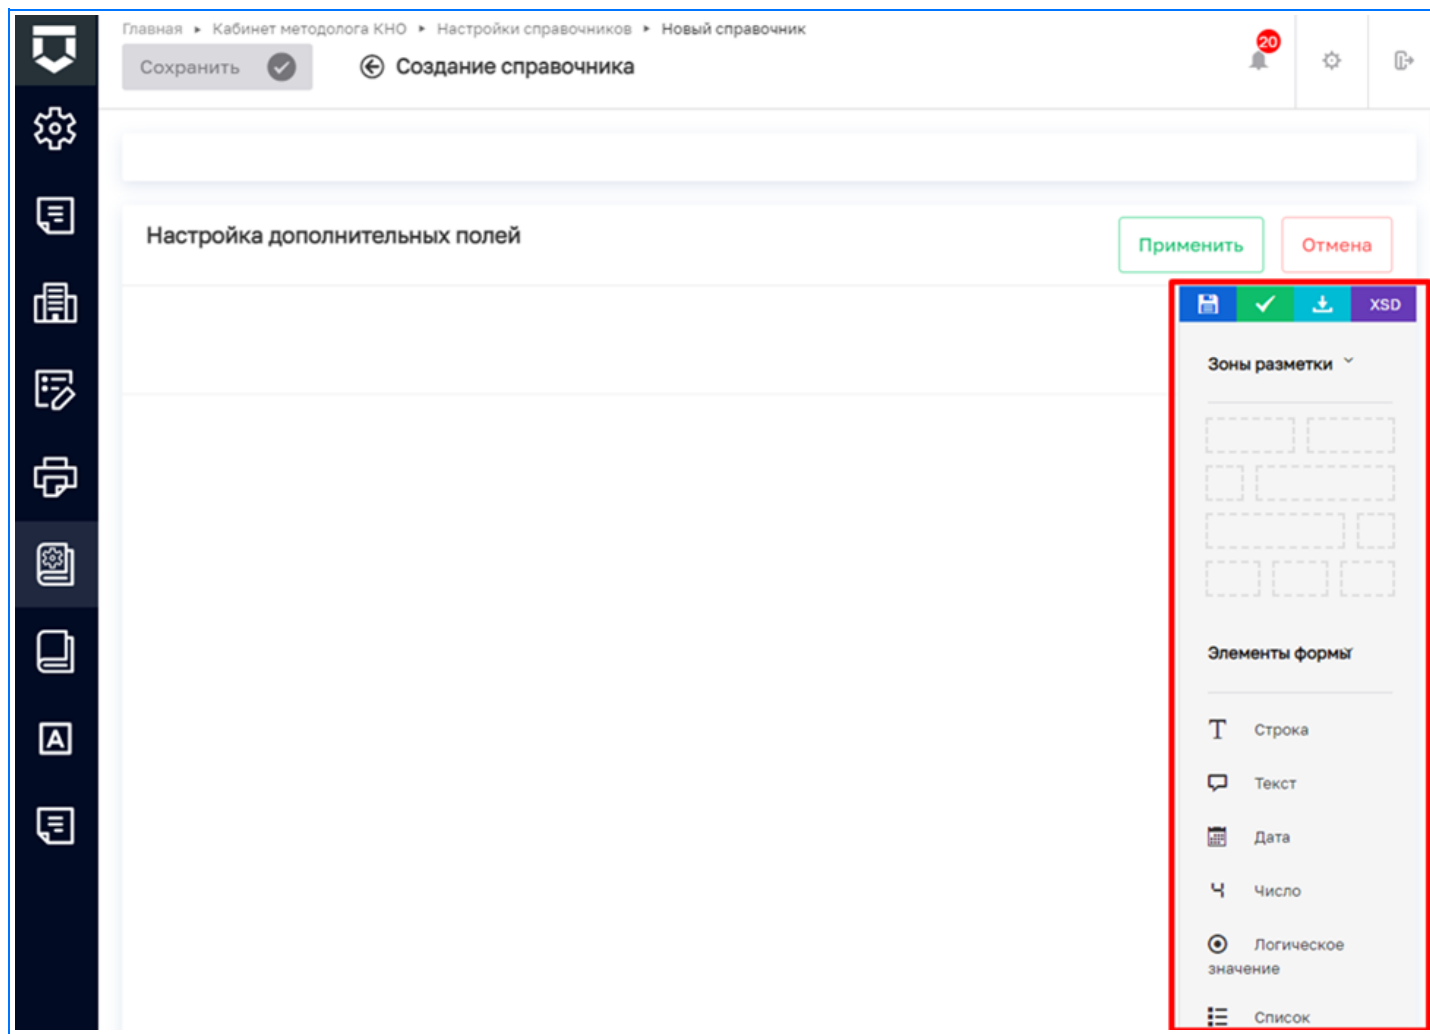 Главная ▸ Кабинет методолога КНО ▸ Настройки справочников ▸ Новый справочник
20
Сохранить
Создание справочника
Настройка дополнительных полей
Применить
Отмена
XSD
Зоны разметки
Элементы формы
T Строка
Текст
Дата
Ч Число
Логическое
значение
Список
A